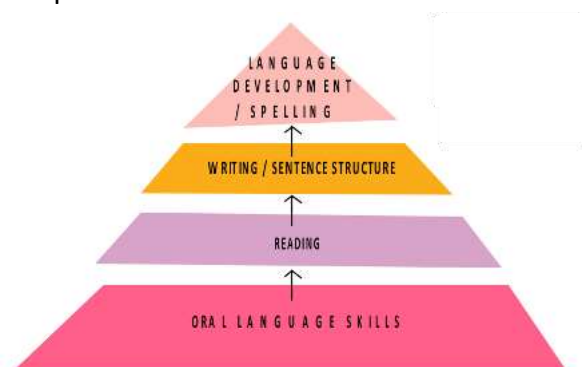 LANGUAGE
DEVELOPMENT
/ SPELLING
WRITING / SENTENCE STRUCTURE
READING
ORAL LANGUAGE SKILLS